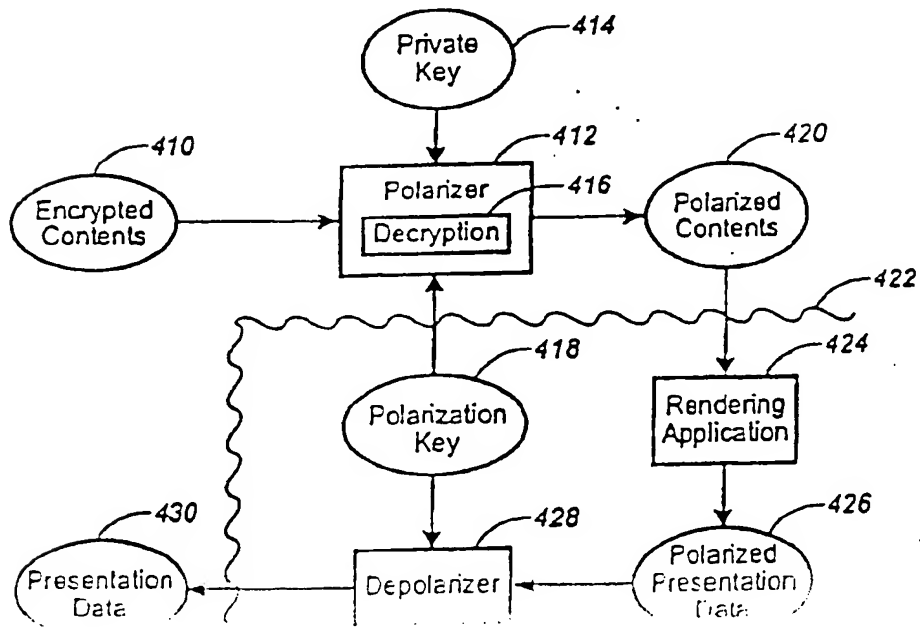 Private
Key
414
410
412
420
Encrypted
Contents
Polarizer
416
Decryption
Polarized
Contents
422
418
424
Polarization
Key
Rendering
Application
430
428
426
Presentation
Data
Depolarizer
Polarized
Presentation
Data